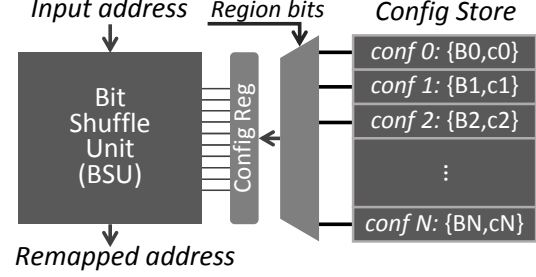 Input address
Region bits
Config Store
Bit
Shuffle
Unit
(BSU)
Config Reg
conf 0: {B0,c0}
conf 1: {B1,c1}
conf 2: {B2,c2}
⋮
conf N: {BN,cN}
Remapped address